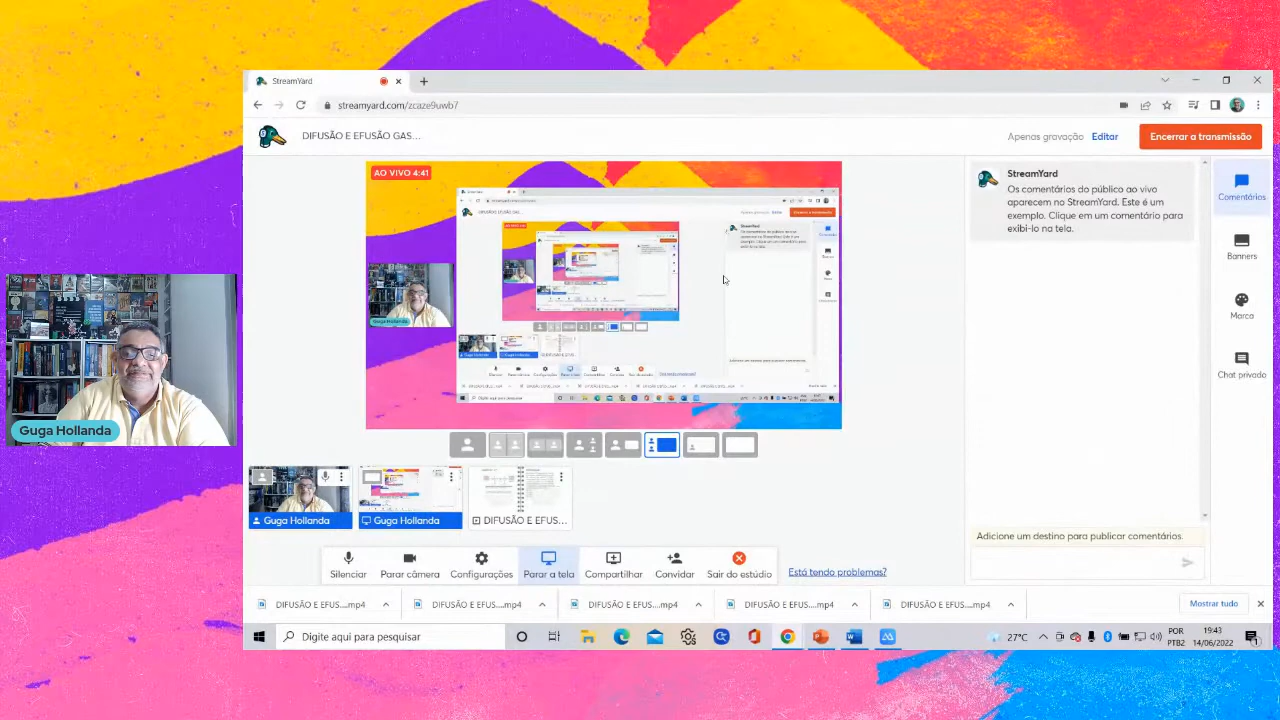 StreamYard
streamyard.com/zcaze9uwb7
DIFUSÃO E EFUSÃO GAS...
Apenas gravação
Editar
Encerrar a transmissão
AO VIVO 4:41
StreamYard
Os comentários do público ao vivo
aparecem no StreamYard. Este é um
exemplo. Clique em um comentário para
exibi-lo na tela.
Comentários
Banners
Marca
Chat privado
Guga Hollanda
Guga Hollanda
Guga Hollanda
Guga Hollanda
DIFUSÃO E EFUS...
Adicione um destino para publicar comentários.
Silenciar
Parar câmera
Configurações
Parar a tela
Compartilhar
Convidar
Sair do estúdio
Está tendo problemas?
DIFUSÃO E EFUS....mp4
DIFUSÃO E EFUS....mp4
DIFUSÃO E EFUS....mp4
DIFUSÃO E EFUS....mp4
DIFUSÃO E EFUS....mp4
Mostrar tudo
Digite aqui para pesquisar
27°C
POR
PTB2
19:43
14/06/2022